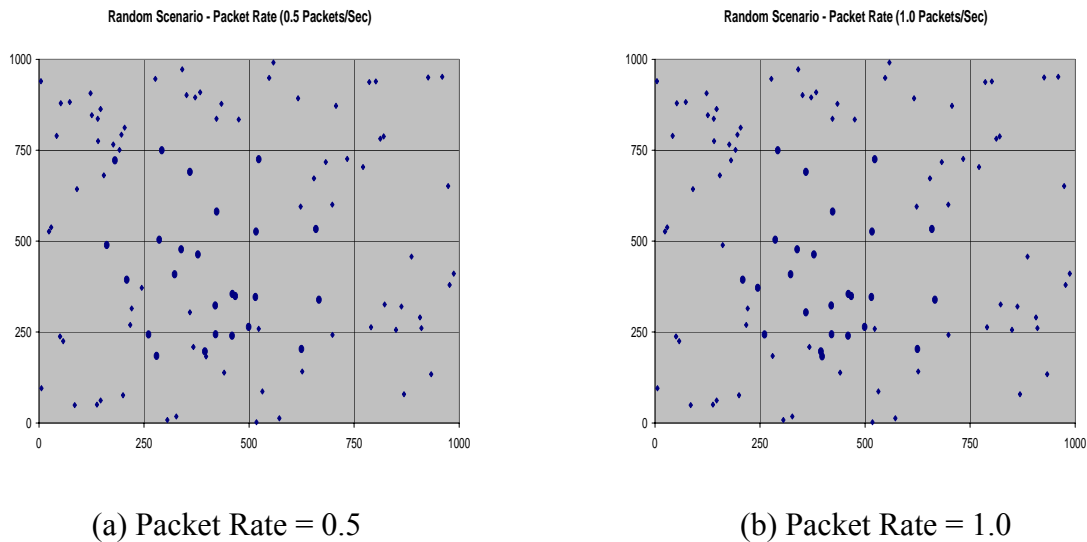 Random Scenario - Packet Rate (0.5 Packets/Sec)
1000
750
500
250
0
0 250 500 750 1000
(a) Packet Rate = 0.5
Random Scenario - Packet Rate (1.0 Packets/Sec)
1000
750
500
250
0
0 250 500 750 1000
(b) Packet Rate = 1.0